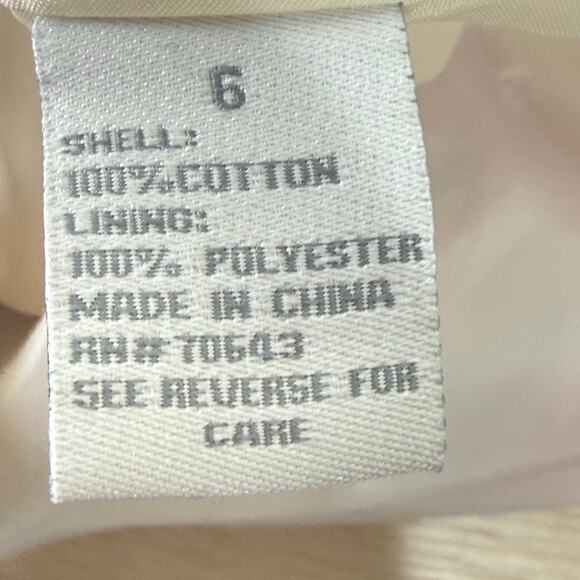 6
SHELL:
100%COTTON
LINING:
100% POLYESTER
MADE IN CHINA
RN#70643
SEE REVERSE FOR
CARE